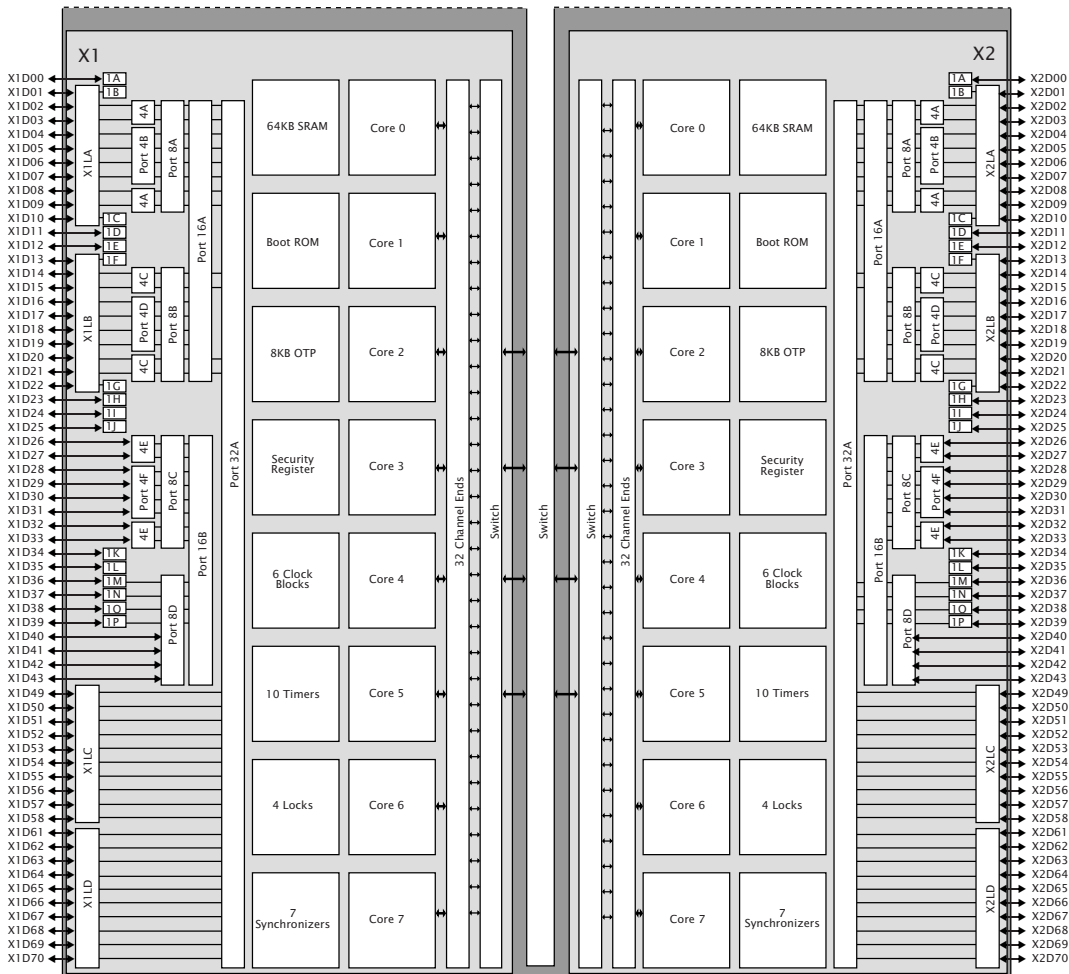 X1
X2
X1D00
X1D01
X1D02
X1D03
X1D04
X1D05
X1D06
X1D07
X1D08
X1D09
X1D10
X1D11
X1D12
X1D13
X1D14
X1D15
X1D16
X1D17
X1D18
X1D19
X1D20
X1D21
X1D22
X1D23
X1D24
X1D25
X1D26
X1D27
X1D28
X1D29
X1D30
X1D31
X1D32
X1D33
X1D34
X1D35
X1D36
X1D37
X1D38
X1D39
X1D40
X1D41
X1D42
X1D43
X1D49
X1D50
X1D51
X1D52
X1D53
X1D54
X1D55
X1D56
X1D57
X1D58
X1D61
X1D62
X1D63
X1D64
X1D65
X1D66
X1D67
X1D68
X1D69
X1D70
X1LA
X1LB
X1LC
X1LD
1A
1B
1C
1D
1E
1F
1G
1H
1I
1J
1K
1L
1M
1N
1O
1P
4A
Port 4B
4A
4C
Port 4D
4C
4E
Port 4F
4E
Port 8A
Port 8B
Port 8C
Port 8D
Port 16A
Port 16B
Port 32A
64KB SRAM
Boot ROM
8KB OTP
Security
Register
6 Clock
Blocks
10 Timers
4 Locks
7
Synchronizers
Core 0
Core 1
Core 2
Core 3
Core 4
Core 5
Core 6
Core 7
32 Channel Ends
Switch
Switch
Switch
32 Channel Ends
Core 0
Core 1
Core 2
Core 3
Core 4
Core 5
Core 6
Core 7
64KB SRAM
Boot ROM
8KB OTP
Security
Register
6 Clock
Blocks
10 Timers
4 Locks
7
Synchronizers
Port 32A
Port 16A
Port 16B
Port 8A
Port 8B
Port 8C
Port 8D
4A
Port 4B
4A
4C
Port 4D
4C
4E
Port 4F
4E
1A
1B
1C
1D
1E
1F
1G
1H
1I
1J
1K
1L
1M
1N
1O
1P
X2LA
X2LB
X2LC
X2LD
X2D00
X2D01
X2D02
X2D03
X2D04
X2D05
X2D06
X2D07
X2D08
X2D09
X2D10
X2D11
X2D12
X2D13
X2D14
X2D15
X2D16
X2D17
X2D18
X2D19
X2D20
X2D21
X2D22
X2D23
X2D24
X2D25
X2D26
X2D27
X2D28
X2D29
X2D30
X2D31
X2D32
X2D33
X2D34
X2D35
X2D36
X2D37
X2D38
X2D39
X2D40
X2D41
X2D42
X2D43
X2D49
X2D50
X2D51
X2D52
X2D53
X2D54
X2D55
X2D56
X2D57
X2D58
X2D61
X2D62
X2D63
X2D64
X2D65
X2D66
X2D67
X2D68
X2D69
X2D70